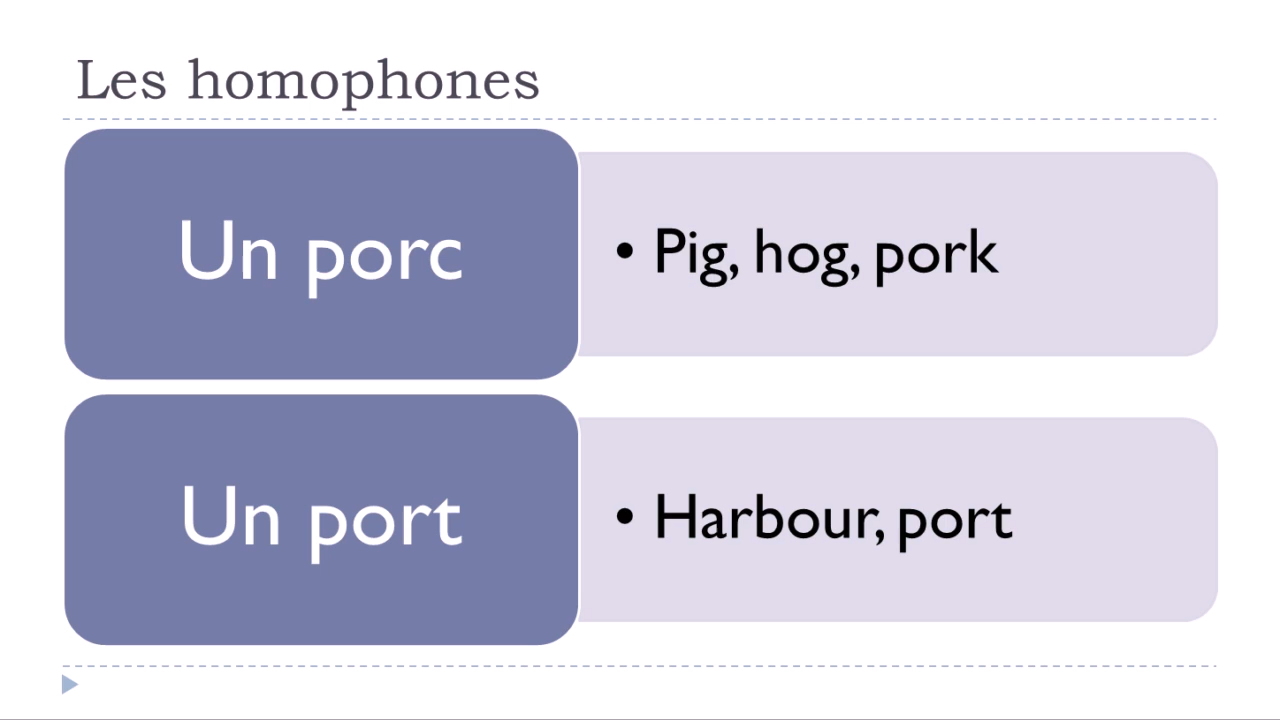 Les homophones
Un porc
• Pig, hog, pork
Un port
• Harbour, port